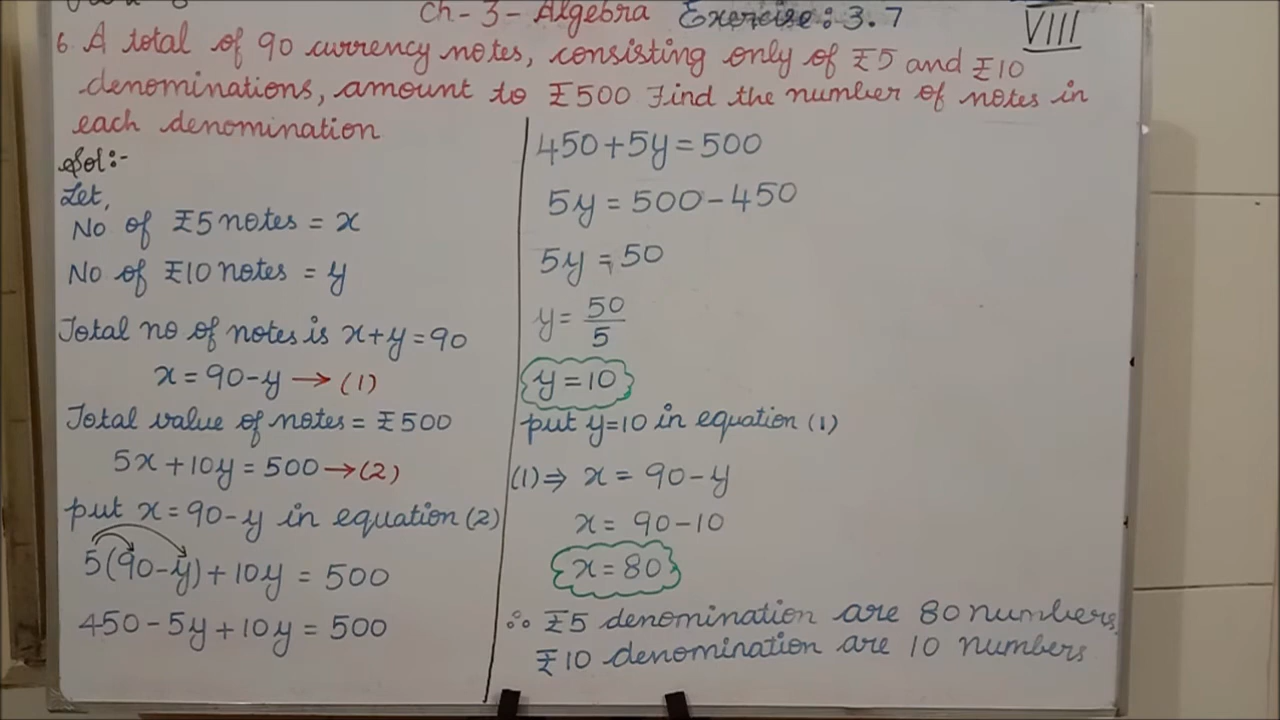 Ch - 3 - Algebra Exercise: 3.7
VIII
6. A total of 90 currency notes, consisting only of ₹5 and ₹10
denominations, amount to ₹500 Find the number of notes in
each denomination
Sol:-
Let,
No of ₹5 notes = x
No of ₹10 notes = y
Total no of notes is x+y=90
x = 90-y → (1)
Total value of notes = ₹500
5x + 10y = 500 → (2)
put x = 90-y in equation (2)
5(90-y) + 10y = 500
450 - 5y + 10y = 500
450 + 5y = 500
5y = 500 - 450
5y = 50
y = 50/5
y = 10
put y=10 in equation (1)
(1) ⇒ x = 90 - y
x = 90 - 10
x = 80
∴ ₹5 denomination are 80 numbers,
₹10 denomination are 10 numbers